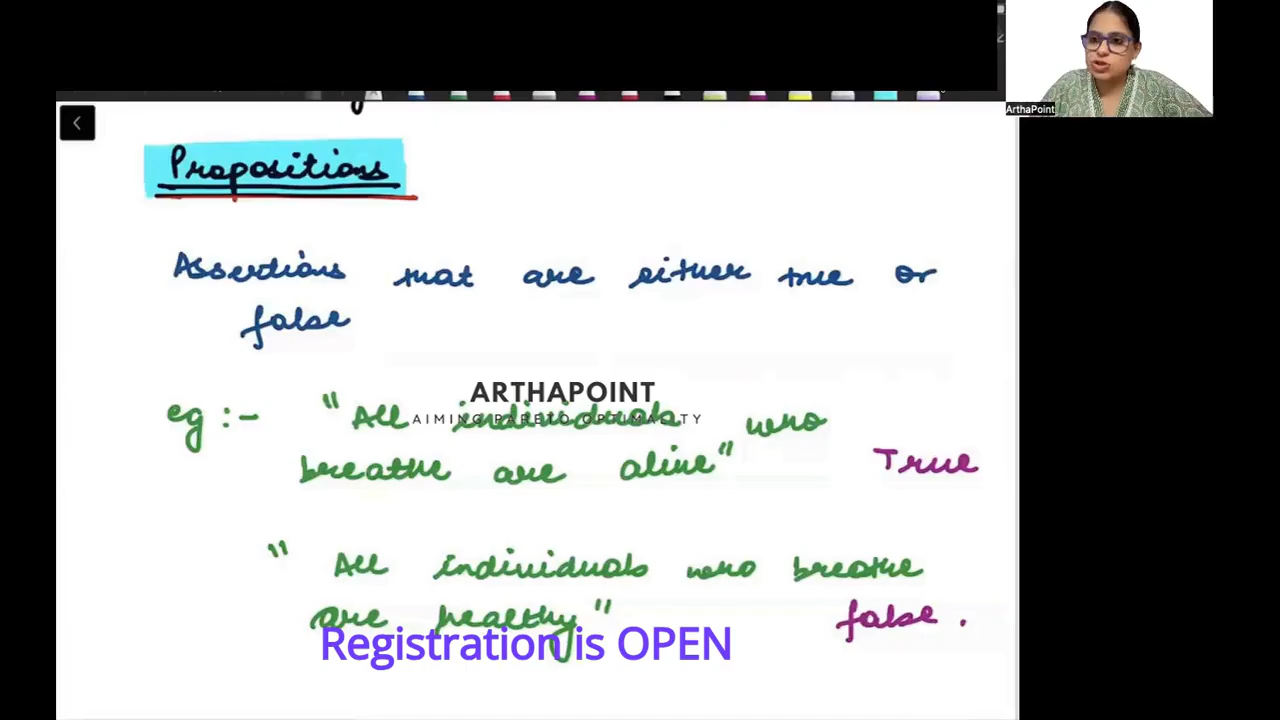 ArthaPoint
Propositions
Assertions that are either true or
false
ARTHAPOINT
AIMING PARETO OPTIMALITY
eg :- "All individuals who
breathe are alive" True
" All individuals who breathe
are healthy" false .
Registration is OPEN